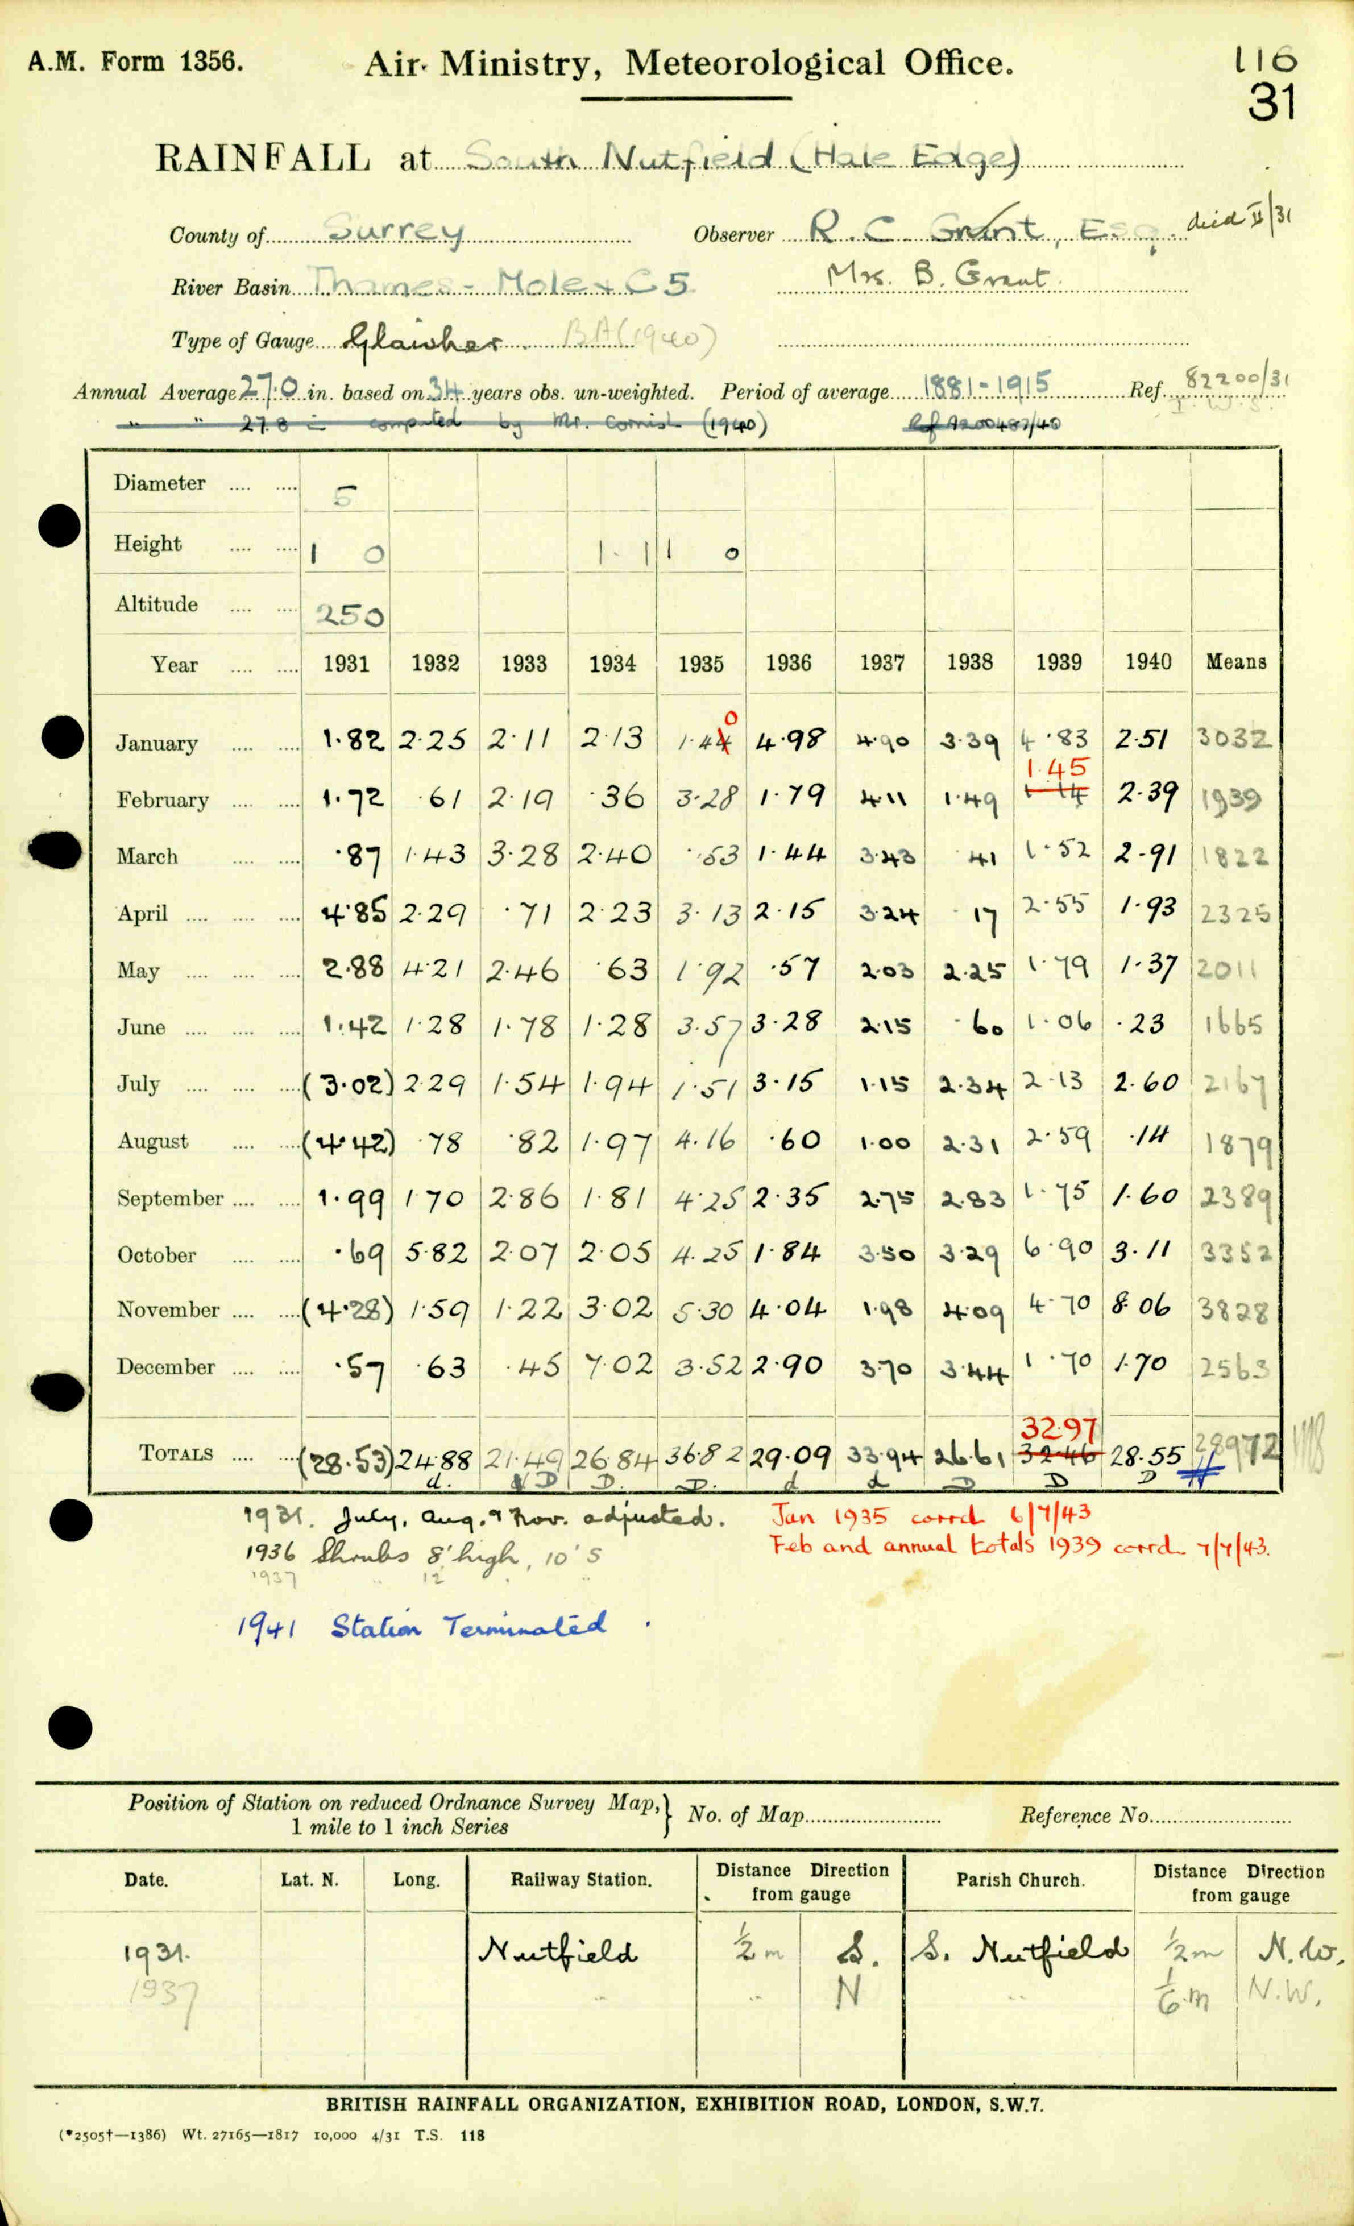 A.M. Form 1356.
Air Ministry, Meteorological Office.
116
31
RAINFALL at South Nutfield (Hale Edge)
County of Surrey Observer R. C. Grant, Esq. died II/31
River Basin Thames - Mole + C5 Mrs. B. Grant
Type of Gauge Glaisher BA (1940)
Annual Average 27.0 in. based on 34 years obs. un-weighted. Period of average 1881-1915 Ref. 82200/31
" " 27.8 in computed by Mr. Cornish (1940) Ref A200487/40 I.W.S
Diameter 5
Height 1 0 1 11 1 0
Altitude 250
Year 1931 1932 1933 1934 1935 1936 1937 1938 1939 1940 Means
January 1.82 2.25 2.11 2.13 1.44 0 4.98 4.90 3.39 4.83 2.51 3032
February 1.72 .61 2.19 .36 3.28 1.79 4.11 1.49 1.45 1.14 2.39 1939
March .87 1.43 3.28 2.40 .53 1.44 3.43 .41 1.52 2.91 1822
April 4.85 2.29 .71 2.23 3.13 2.15 3.24 .17 2.55 1.93 2325
May 2.88 4.21 2.46 .63 1.92 .57 2.03 2.25 1.79 1.37 2011
June 1.42 1.28 1.78 1.28 3.57 3.28 2.15 .60 1.06 .23 1665
July (3.02) 2.29 1.54 1.94 1.51 3.15 1.15 2.34 2.13 2.60 2167
August (4.42) .78 .82 1.97 4.16 .60 1.00 2.31 2.59 .14 1879
September 1.99 1.70 2.86 1.81 4.25 2.35 2.75 2.83 1.75 1.60 2389
October .69 5.82 2.07 2.05 4.25 1.84 3.50 3.29 6.90 3.11 3352
November (4.28) 1.59 1.22 3.02 5.30 4.04 1.98 4.09 4.70 8.06 3828
December .57 .63 .45 7.02 3.52 2.90 3.70 3.44 1.70 1.70 2563
32.97
TOTALS (28.53) 24.88 21.49 26.84 36.82 29.09 33.94 26.61 32.46 28.55 28972
d. D D. D. d d D D D
1931. July, Aug. & Nov. adjusted. Jan 1935 corrd 6/7/43
1936 Shrubs 8' high, 10' S Feb and annual totals 1939 corrd 7/7/43.
1937 " 12 " "
1941 Station Terminated.
Position of Station on reduced Ordnance Survey Map, 1 mile to 1 inch Series } No. of Map Reference No.
Date. Lat. N. Long. Railway Station. Distance Direction from gauge Parish Church. Distance Direction from gauge
1931. Nutfield 1/2 m S. S. Nutfield 1/2 m N.W.
1937 " " N " 1/6 m N.W.
BRITISH RAINFALL ORGANIZATION, EXHIBITION ROAD, LONDON, S.W.7.
(*2505†—1386) Wt. 27165—1817 10,000 4/31 T.S. 118